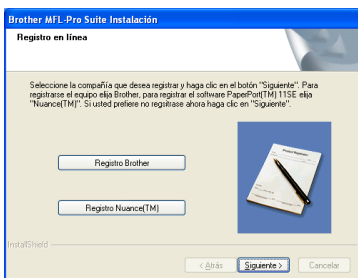 Brother MFL-Pro Suite Instalación
Registro en línea
Seleccione la compañía que desea registrar y haga clic en el botón "Siguiente". Para
registrarse el equipo elija Brother, para registrar el software PaperPort(TM) 11SE elija
"Nuance(TM)". Si usted prefiere no regsitrase ahora haga clic en "Siguiente".
Registro Brother
Registro Nuance(TM)
InstallShield
< Atrás
Siguiente >
Cancelar